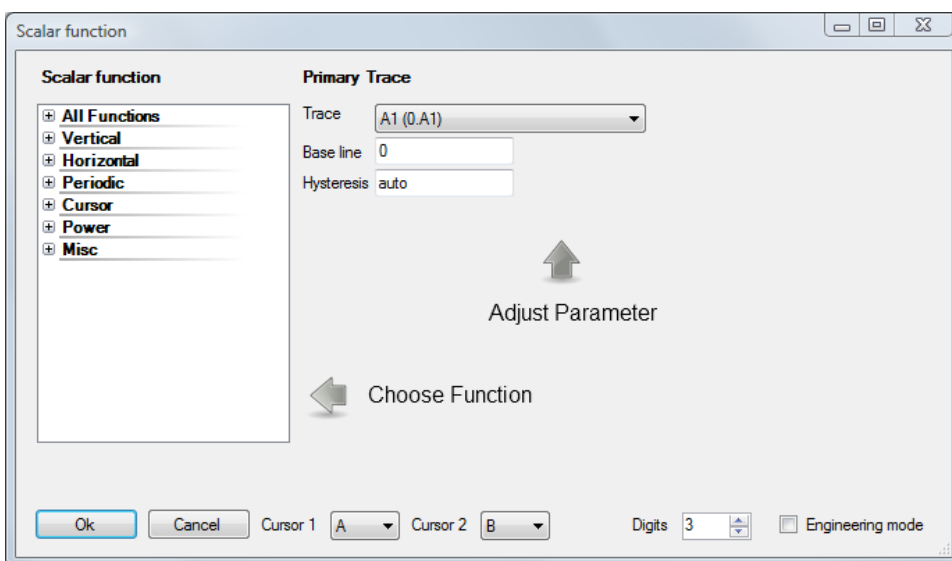 Scalar function
Scalar function
Primary Trace
All Functions
Vertical
Horizontal
Periodic
Cursor
Power
Misc
Trace A1 (0.A1)
Base line 0
Hysteresis auto
Adjust Parameter
Choose Function
Ok Cancel Cursor 1 A Cursor 2 B Digits 3 Engineering mode